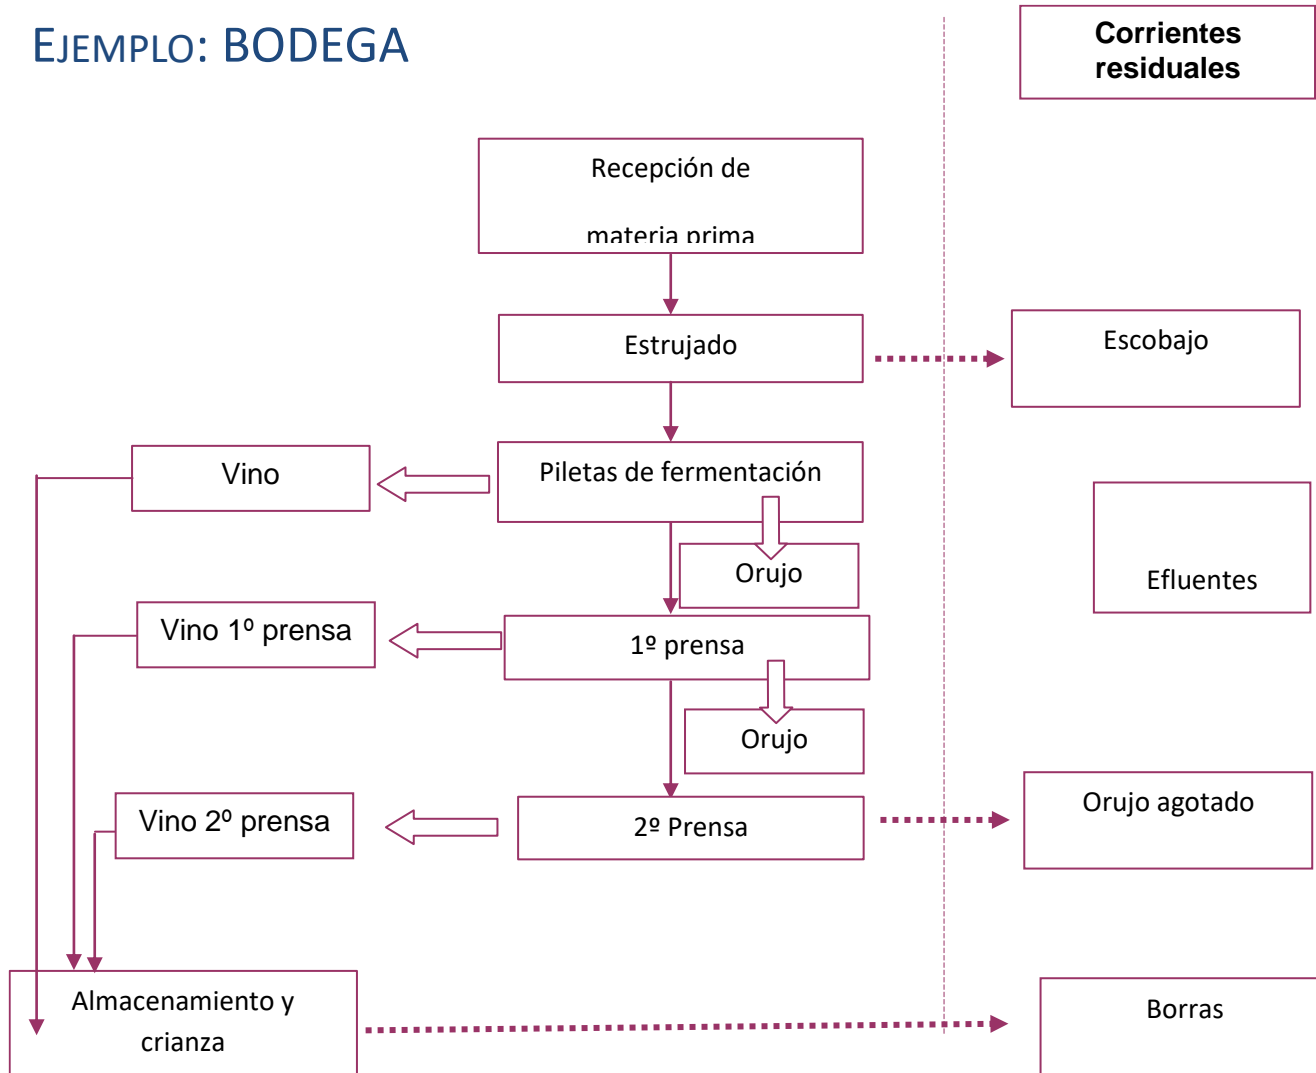 EJEMPLO: BODEGA
Corrientes
residuales
Recepción de
materia prima
Estrujado
Escobajo
Vino
Piletas de fermentación
Orujo
Efluentes
Vino 1º prensa
1º prensa
Orujo
Vino 2º prensa
2º Prensa
Orujo agotado
Almacenamiento y
crianza
Borras